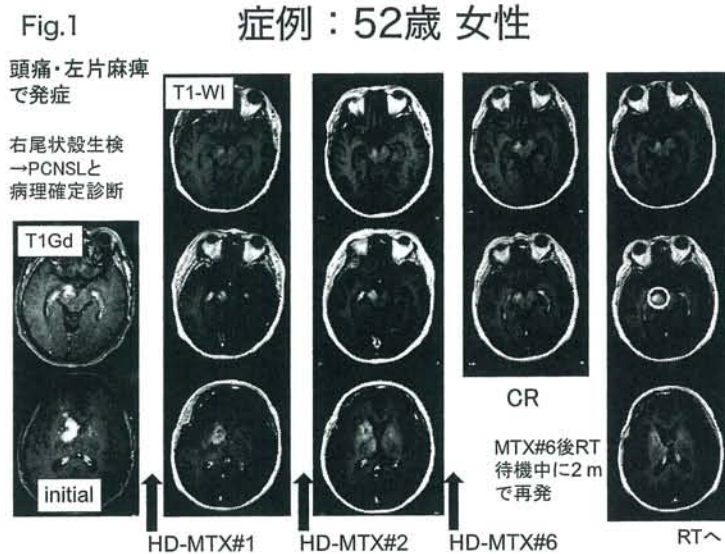 Fig.1
症例：52歳 女性
頭痛・左片麻痺
で発症
右尾状殻生検
→PCNSLと
病理確定診断
T1-WI
T1Gd
initial
CR
MTX#6後RT
待機中に2 m
で再発
HD-MTX#1
HD-MTX#2
HD-MTX#6
RTへ